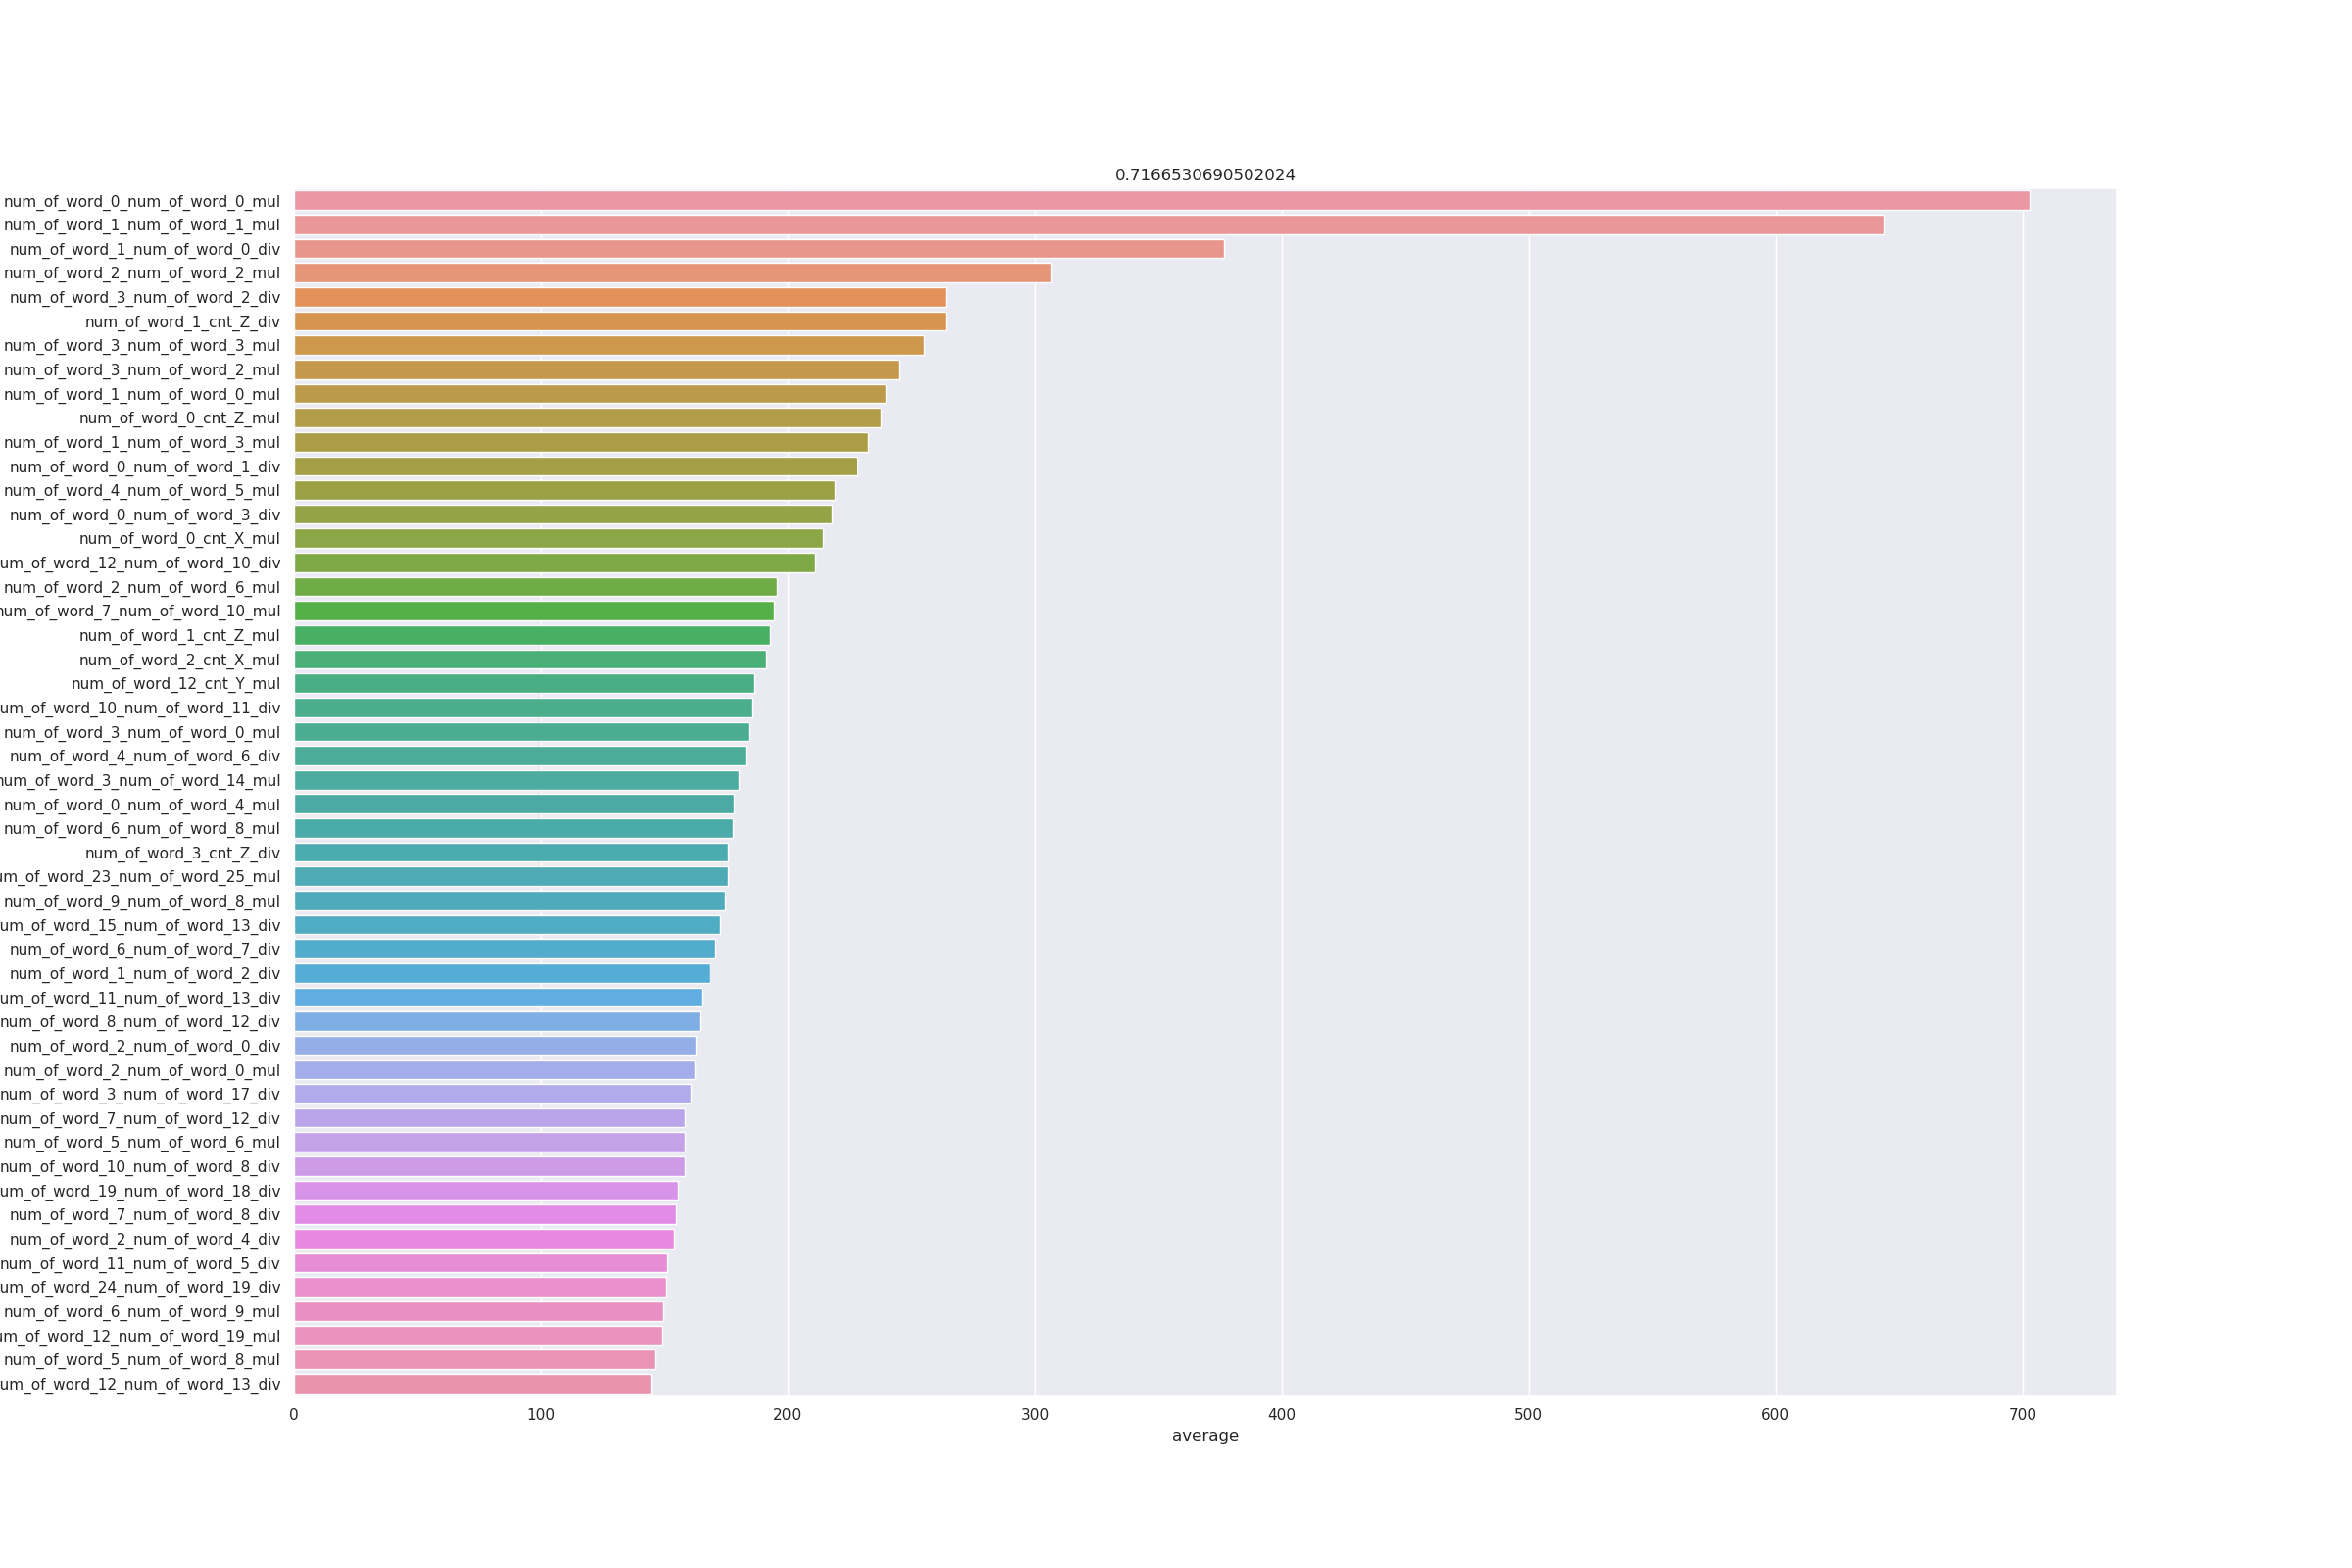 0.7166530690502024
num_of_word_0_num_of_word_0_mul
num_of_word_1_num_of_word_1_mul
num_of_word_1_num_of_word_0_div
num_of_word_2_num_of_word_2_mul
num_of_word_3_num_of_word_2_div
num_of_word_1_cnt_Z_div
num_of_word_3_num_of_word_3_mul
num_of_word_3_num_of_word_2_mul
num_of_word_1_num_of_word_0_mul
num_of_word_0_cnt_Z_mul
num_of_word_1_num_of_word_3_mul
num_of_word_0_num_of_word_1_div
num_of_word_4_num_of_word_5_mul
num_of_word_0_num_of_word_3_div
num_of_word_0_cnt_X_mul
um_of_word_12_num_of_word_10_div
num_of_word_2_num_of_word_6_mul
num_of_word_7_num_of_word_10_mul
num_of_word_1_cnt_Z_mul
num_of_word_2_cnt_X_mul
num_of_word_12_cnt_Y_mul
um_of_word_10_num_of_word_11_div
num_of_word_3_num_of_word_0_mul
num_of_word_4_num_of_word_6_div
num_of_word_3_num_of_word_14_mul
num_of_word_0_num_of_word_4_mul
num_of_word_6_num_of_word_8_mul
num_of_word_3_cnt_Z_div
um_of_word_23_num_of_word_25_mul
num_of_word_9_num_of_word_8_mul
um_of_word_15_num_of_word_13_div
num_of_word_6_num_of_word_7_div
num_of_word_1_num_of_word_2_div
um_of_word_11_num_of_word_13_div
num_of_word_8_num_of_word_12_div
num_of_word_2_num_of_word_0_div
num_of_word_2_num_of_word_0_mul
num_of_word_3_num_of_word_17_div
num_of_word_7_num_of_word_12_div
num_of_word_5_num_of_word_6_mul
num_of_word_10_num_of_word_8_div
um_of_word_19_num_of_word_18_div
num_of_word_7_num_of_word_8_div
num_of_word_2_num_of_word_4_div
num_of_word_11_num_of_word_5_div
um_of_word_24_num_of_word_19_div
num_of_word_6_num_of_word_9_mul
um_of_word_12_num_of_word_19_mul
num_of_word_5_num_of_word_8_mul
um_of_word_12_num_of_word_13_div
0 100 200 300 400 500 600 700
average